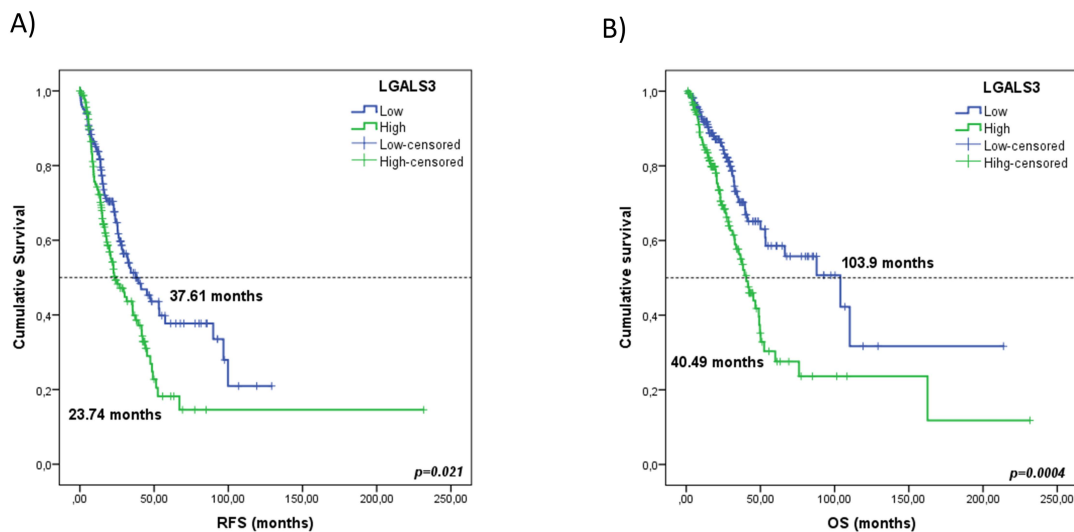 A)
LGALS3
Low
High
Low-censored
High-censored
Cumulative Survival
1,0
0,8
0,6
0,4
0,2
0,0
37.61 months
23.74 months
p=0.021
,00
50,00
100,00
150,00
200,00
250,00
RFS (months)
B)
LGALS3
Low
High
Low-censored
Hihg-censored
Cumulative survival
1,0
0,8
0,6
0,4
0,2
0,0
103.9 months
40.49 months
p=0.0004
,00
50,00
100,00
150,00
200,00
250,00
OS (months)